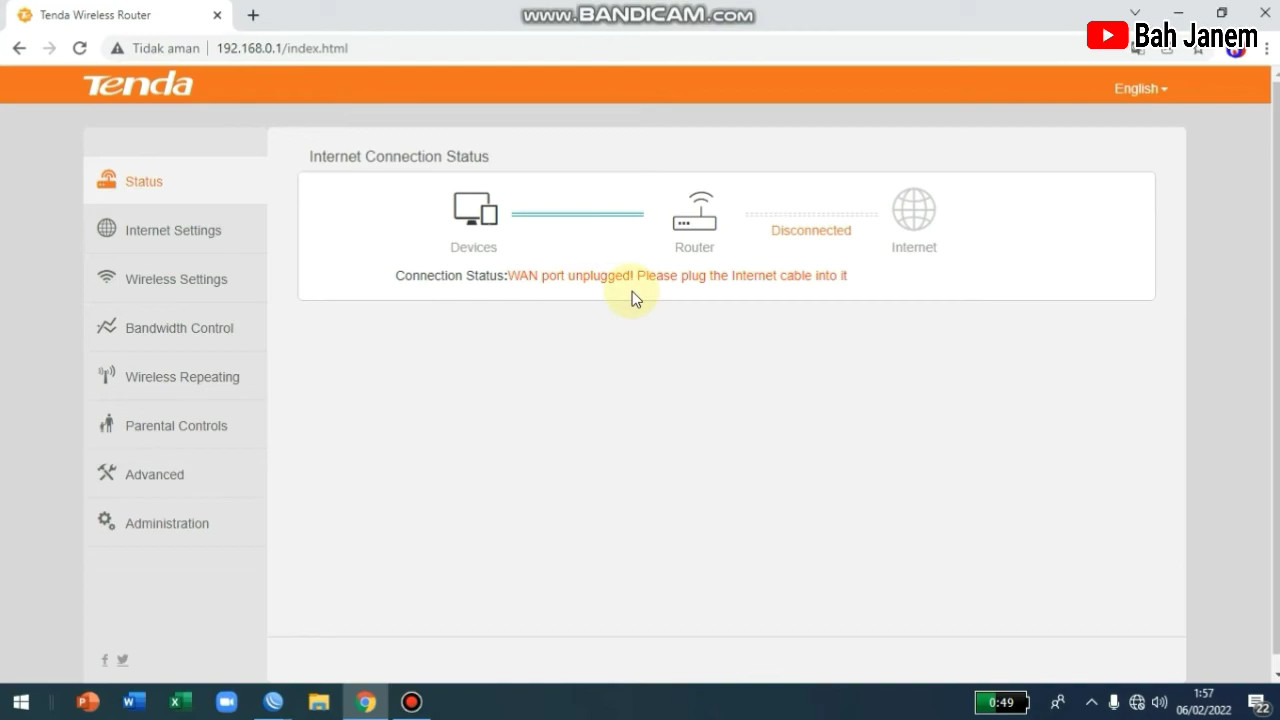 Tenda Wireless Router
www.BANDICAM.com
Bah Janem
Tidak aman
192.168.0.1/index.html
Tenda
English
Status
Internet Settings
Wireless Settings
Bandwidth Control
Wireless Repeating
Parental Controls
Advanced
Administration
Internet Connection Status
Disconnected
Devices
Router
Internet
Connection Status:WAN port unplugged! Please plug the Internet cable into it
0:49
1:57
06/02/2022
22